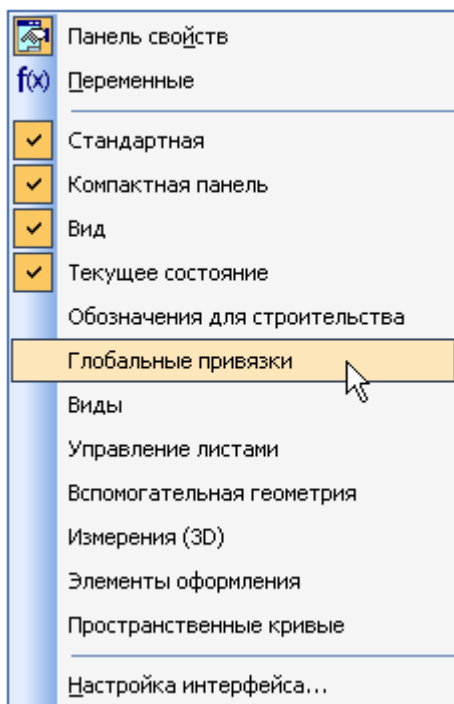 Панель свойств
f(x) Переменные
Стандартная
Компактная панель
Вид
Текущее состояние
Обозначения для строительства
Глобальные привязки
Виды
Управление листами
Вспомогательная геометрия
Измерения (3D)
Элементы оформления
Пространственные кривые
Настройка интерфейса...